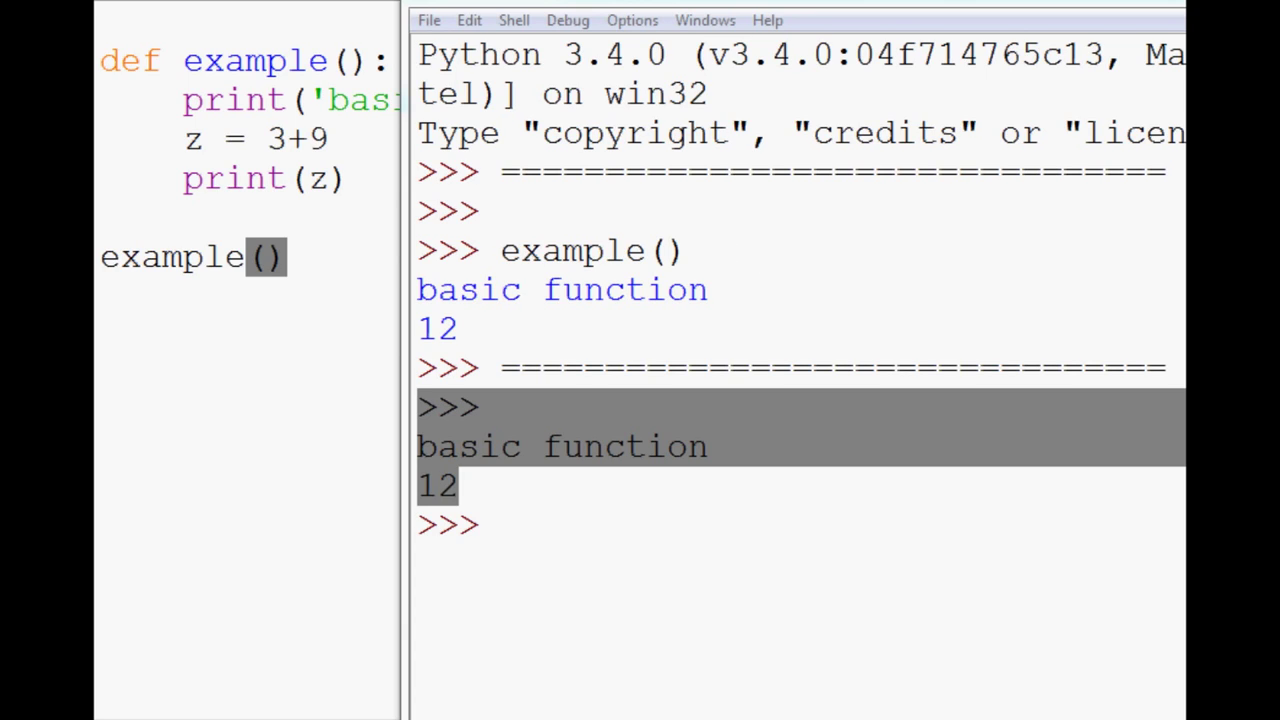 def example():
print('basi
z = 3+9
print(z)
example()
File Edit Shell Debug Options Windows Help
Python 3.4.0 (v3.4.0:04f714765c13, Ma
tel)] on win32
Type "copyright", "credits" or "licen
>>> ================================
>>>
>>> example()
basic function
12
>>> ================================
>>>
basic function
12
>>>